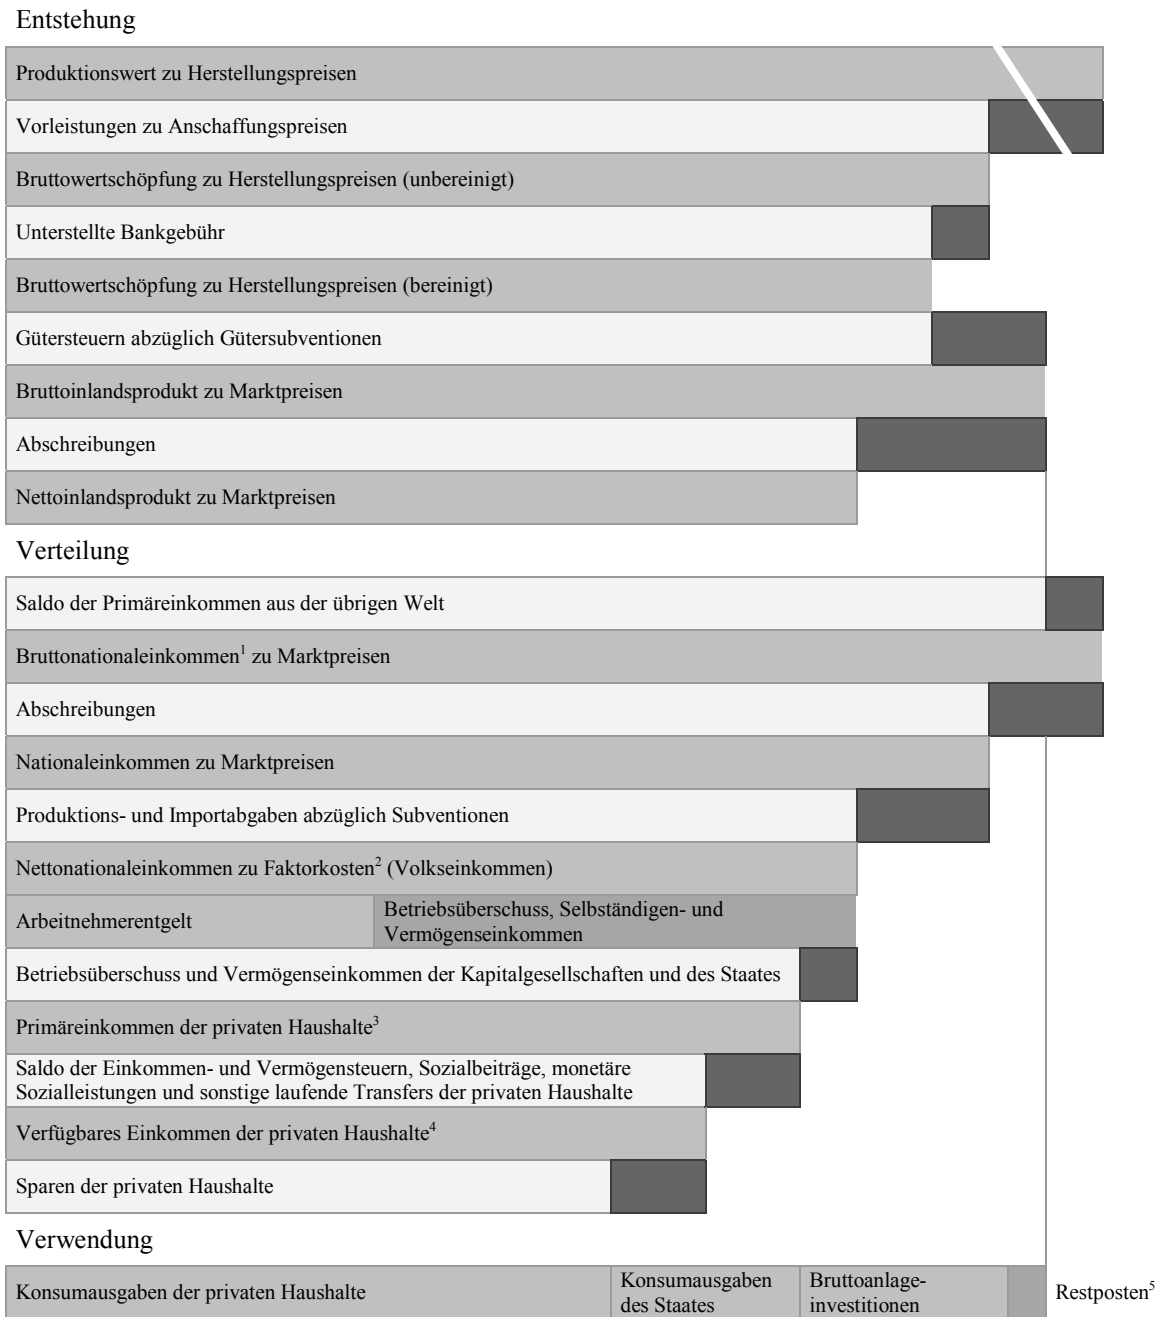 Entstehung
Produktionswert zu Herstellungspreisen
Vorleistungen zu Anschaffungspreisen
Bruttowertschöpfung zu Herstellungspreisen (unbereinigt)
Unterstellte Bankgebühr
Bruttowertschöpfung zu Herstellungspreisen (bereinigt)
Gütersteuern abzüglich Gütersubventionen
Bruttoinlandsprodukt zu Marktpreisen
Abschreibungen
Nettoinlandsprodukt zu Marktpreisen
Verteilung
Saldo der Primäreinkommen aus der übrigen Welt
Bruttonationaleinkommen¹ zu Marktpreisen
Abschreibungen
Nationaleinkommen zu Marktpreisen
Produktions- und Importabgaben abzüglich Subventionen
Nettonationaleinkommen zu Faktorkosten² (Volkseinkommen)
Arbeitnehmerentgelt
Betriebsüberschuss, Selbständigen- und
Vermögenseinkommen
Betriebsüberschuss und Vermögenseinkommen der Kapitalgesellschaften und des Staates
Primäreinkommen der privaten Haushalte³
Saldo der Einkommen- und Vermögensteuern, Sozialbeiträge, monetäre
Sozialleistungen und sonstige laufende Transfers der privaten Haushalte
Verfügbares Einkommen der privaten Haushalte⁴
Sparen der privaten Haushalte
Verwendung
Konsumausgaben der privaten Haushalte
Konsumausgaben
des Staates
Bruttoanlage-
investitionen
Restposten⁵